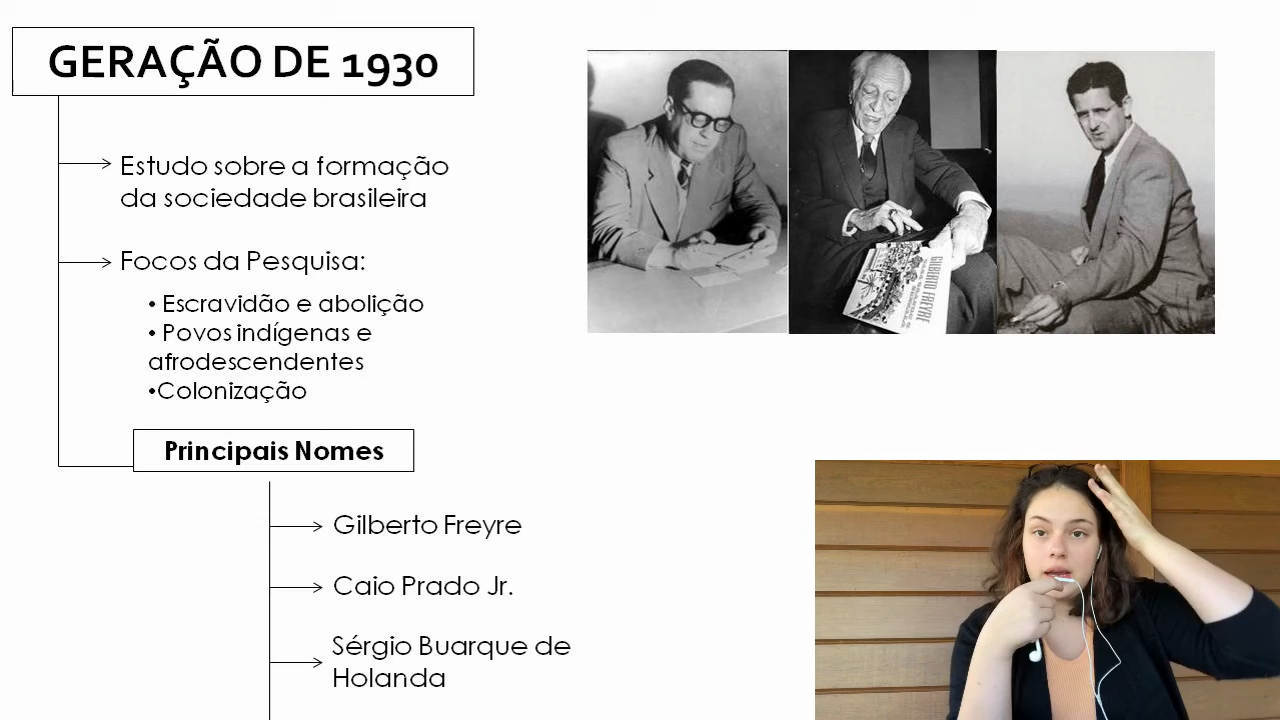 GERAÇÃO DE 1930
Estudo sobre a formação
da sociedade brasileira
Focos da Pesquisa:
• Escravidão e abolição
• Povos indígenas e
afrodescendentes
•Colonização
Principais Nomes
Gilberto Freyre
Caio Prado Jr.
Sérgio Buarque de
Holanda
GILBERTO FREYRE